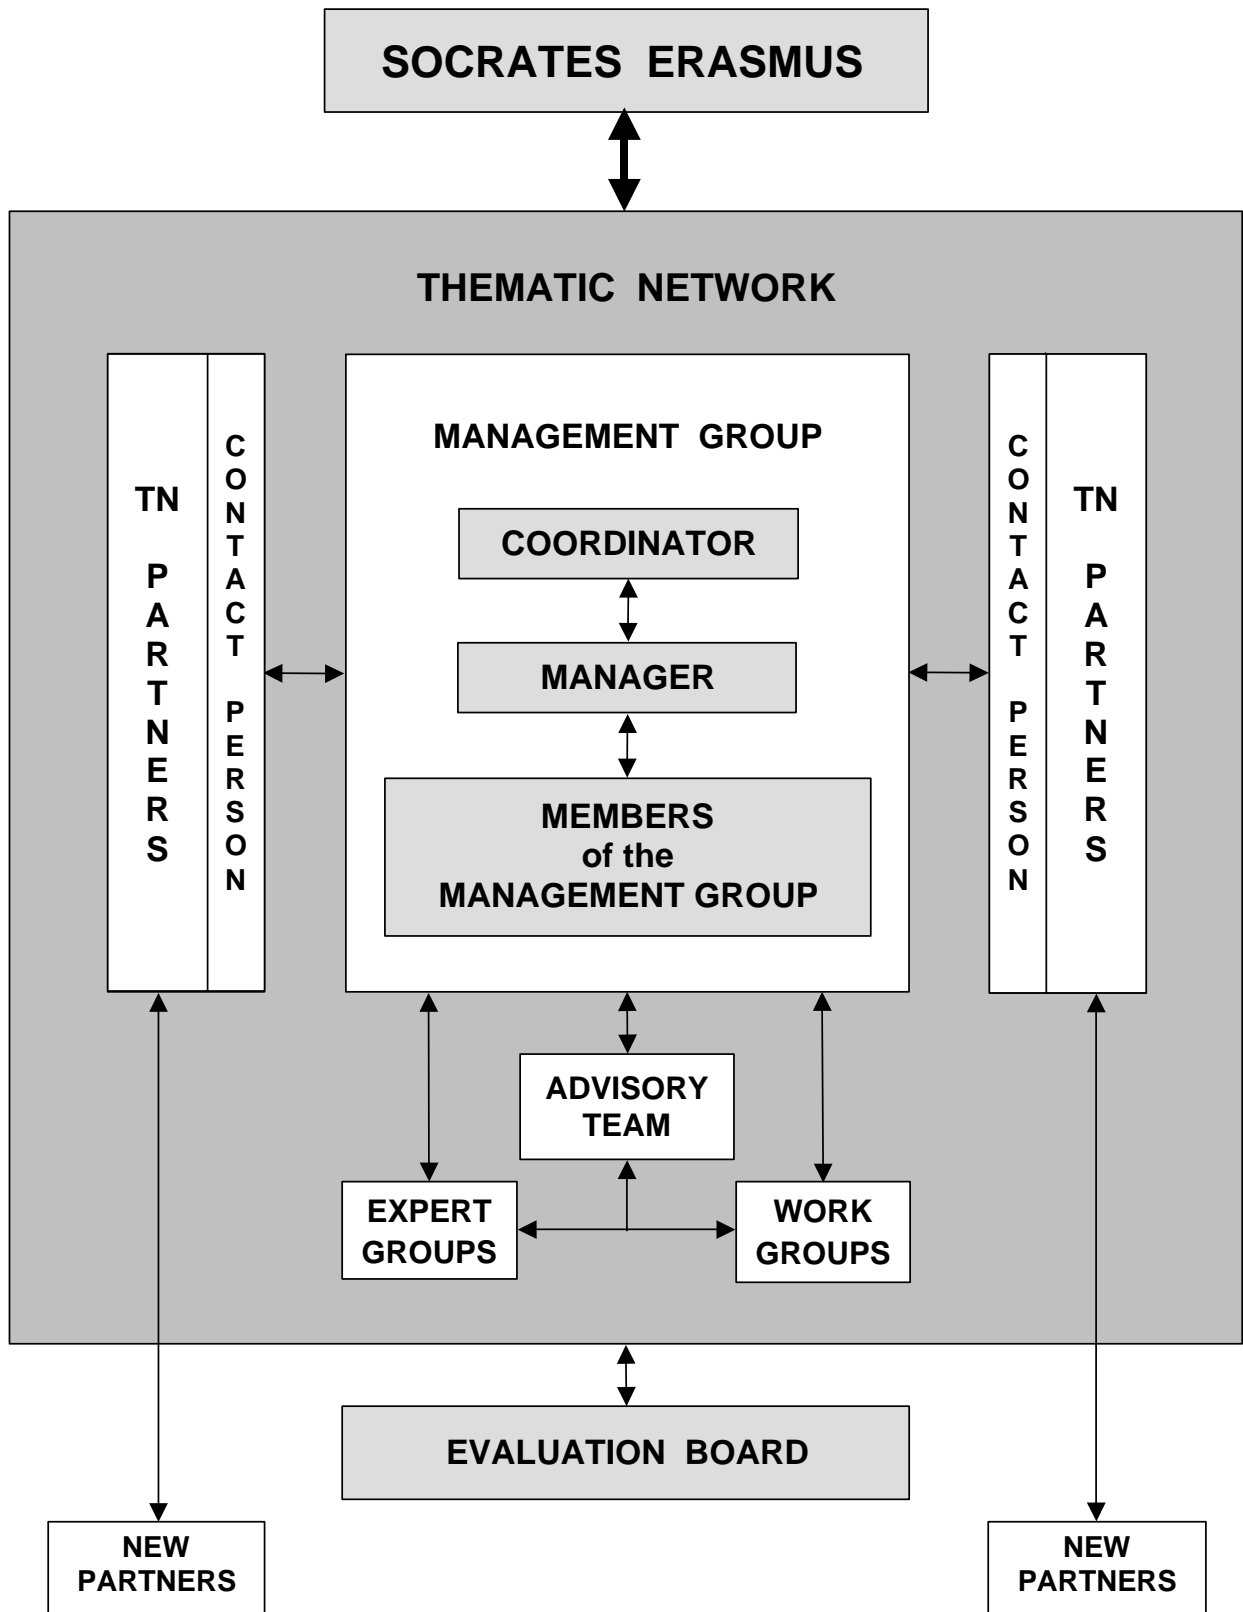 SOCRATES ERASMUS
THEMATIC NETWORK
TN PARTNERS
CONTACT PERSON
MANAGEMENT GROUP
COORDINATOR
MANAGER
MEMBERS
of the
MANAGEMENT GROUP
CONTACT PERSON
TN PARTNERS
ADVISORY
TEAM
EXPERT
GROUPS
WORK
GROUPS
EVALUATION BOARD
NEW
PARTNERS
NEW
PARTNERS